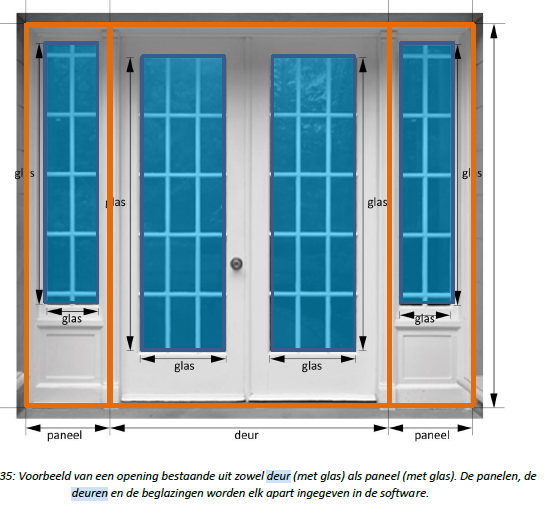 glas
glas
glas
glas
glas
glas
glas
glas
paneel
deur
paneel
35: Voorbeeld van een opening bestaande uit zowel deur (met glas) als paneel (met glas). De panelen, de
deuren en de beglazingen worden elk apart ingegeven in de software.